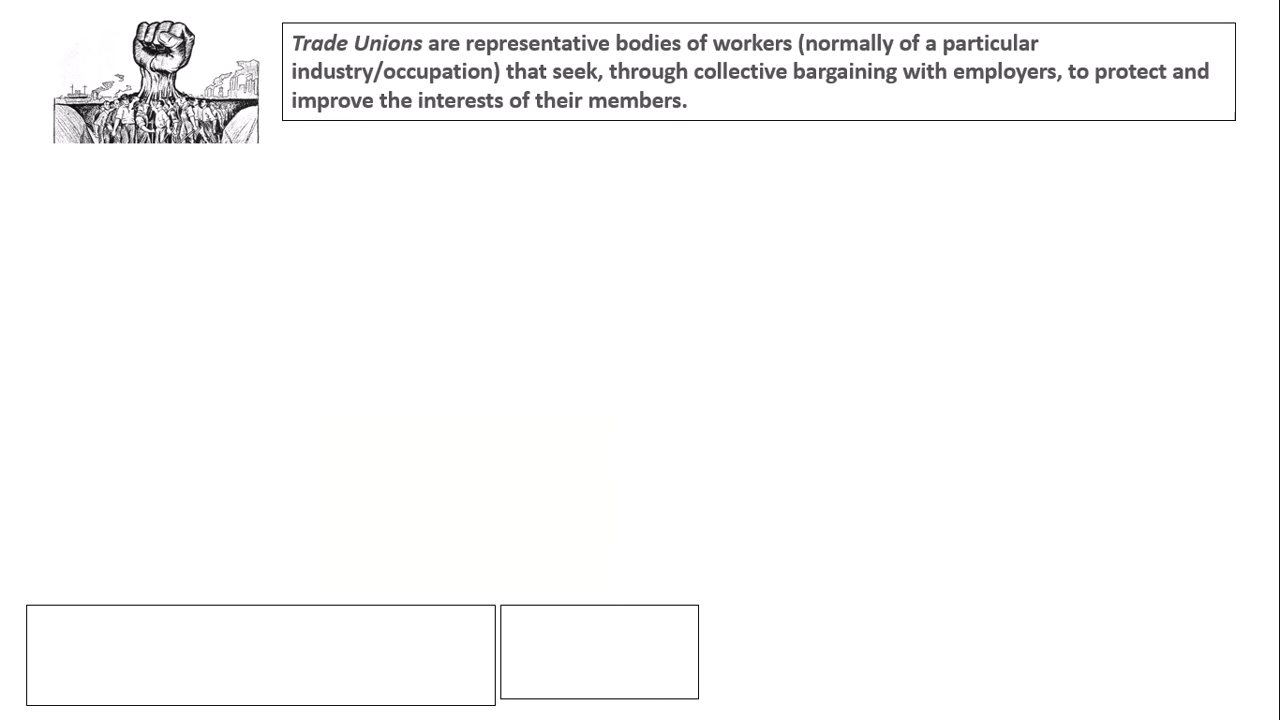 Trade Unions are representative bodies of workers (normally of a particular
industry/occupation) that seek, through collective bargaining with employers, to protect and
improve the interests of their members.